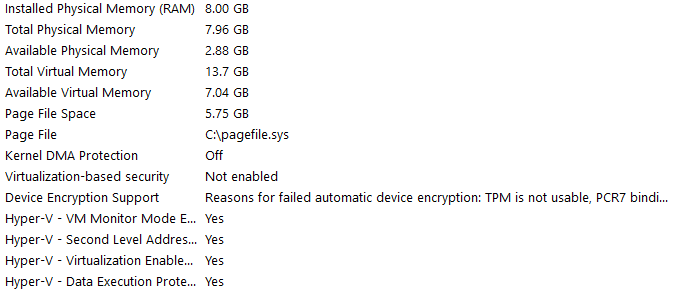 Installed Physical Memory (RAM) 8.00 GB
Total Physical Memory 7.96 GB
Available Physical Memory 2.88 GB
Total Virtual Memory 13.7 GB
Available Virtual Memory 7.04 GB
Page File Space 5.75 GB
Page File C:\pagefile.sys
Kernel DMA Protection Off
Virtualization-based security Not enabled
Device Encryption Support Reasons for failed automatic device encryption: TPM is not usable, PCR7 bindi...
Hyper-V - VM Monitor Mode E... Yes
Hyper-V - Second Level Addres... Yes
Hyper-V - Virtualization Enable... Yes
Hyper-V - Data Execution Prote... Yes